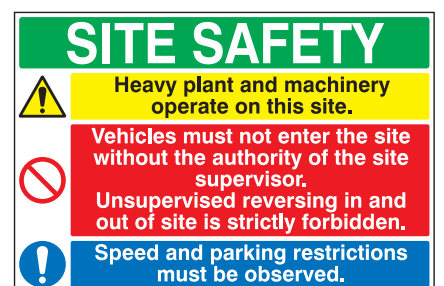 SITE SAFETY
Heavy plant and machinery
operate on this site.
Vehicles must not enter the site
without the authority of the site
supervisor.
Unsupervised reversing in and
out of site is strictly forbidden.
Speed and parking restrictions
must be observed.